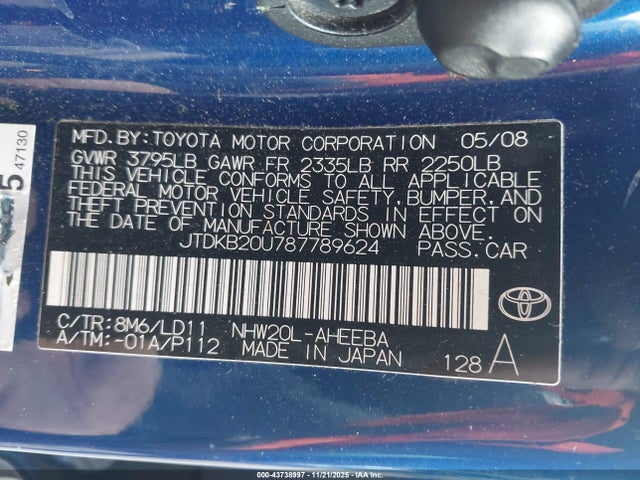 MFD.BY:TOYOTA MOTOR CORPORATION 05/08
GVWR 3795LB GAWR FR 2335LB RR 2250LB
THIS VEHICLE CONFORMS TO ALL APPLICABLE
FEDERAL MOTOR VEHICLE SAFETY,BUMPER,AND
THEFT PREVENTION STANDARDS IN EFFECT ON
THE DATE OF MANUFACTURE SHOWN ABOVE.
JTDKB20U787789624 PASS.CAR
C/TR:8M6/LD11 NHW20L-AHEEBA
A/TM:-01A/P112 MADE IN JAPAN
128 A
TOYOTA
5
47130
000-43738997 - 11/21/2025 - IAA, Inc.